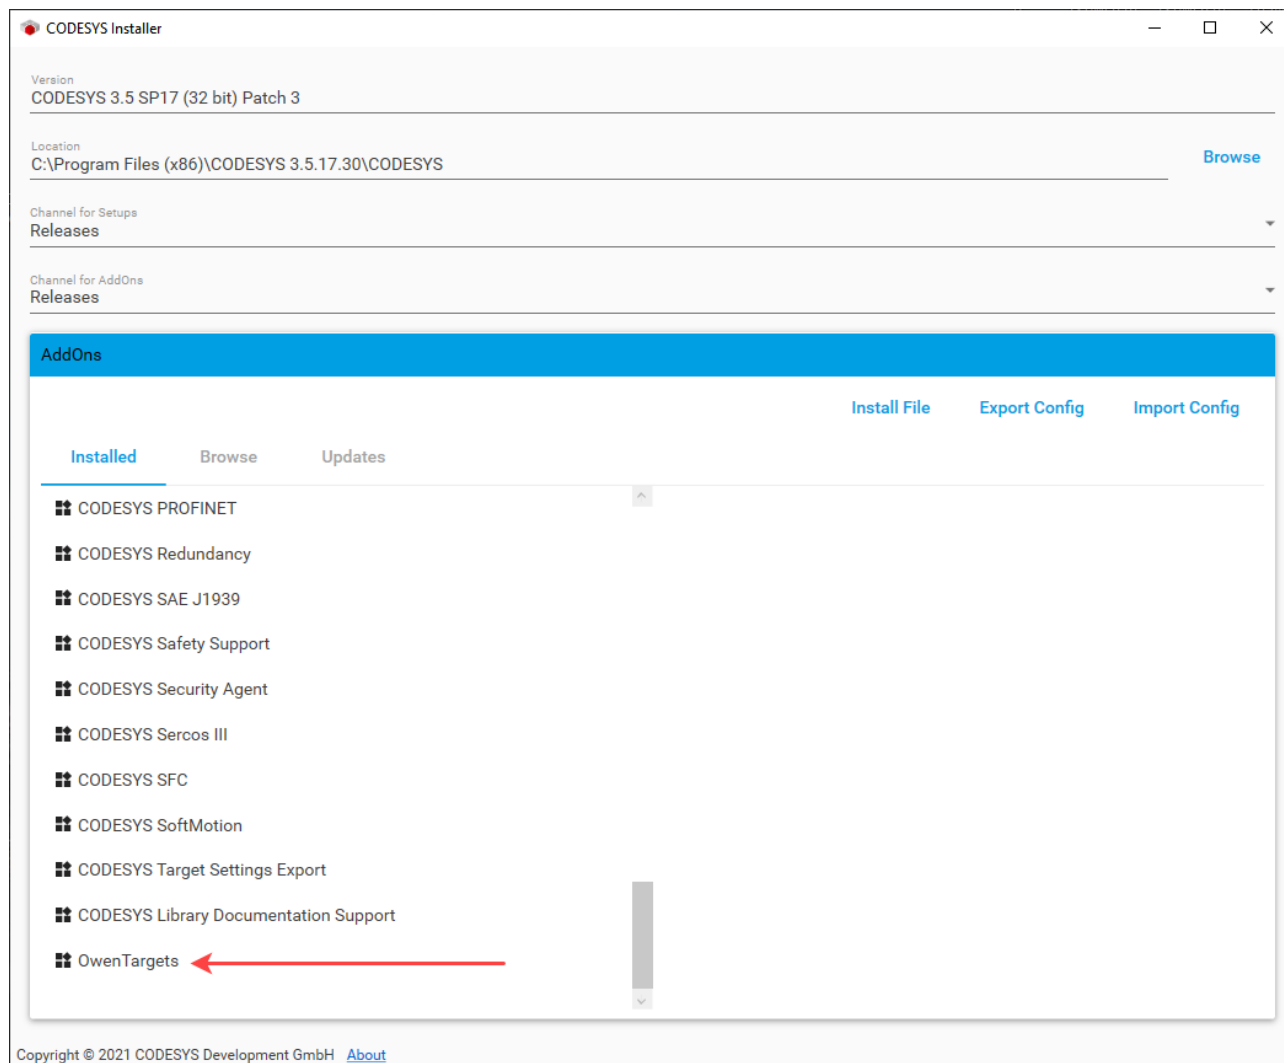 CODESYS Installer
Version
CODESYS 3.5 SP17 (32 bit) Patch 3
Location
C:\Program Files (x86)\CODESYS 3.5.17.30\CODESYS
Browse
Channel for Setups
Releases
Channel for AddOns
Releases
AddOns
Install File Export Config Import Config
Installed Browse Updates
CODESYS PROFINET
CODESYS Redundancy
CODESYS SAE J1939
CODESYS Safety Support
CODESYS Security Agent
CODESYS Sercos III
CODESYS SFC
CODESYS SoftMotion
CODESYS Target Settings Export
CODESYS Library Documentation Support
OwenTargets
Copyright © 2021 CODESYS Development GmbH About